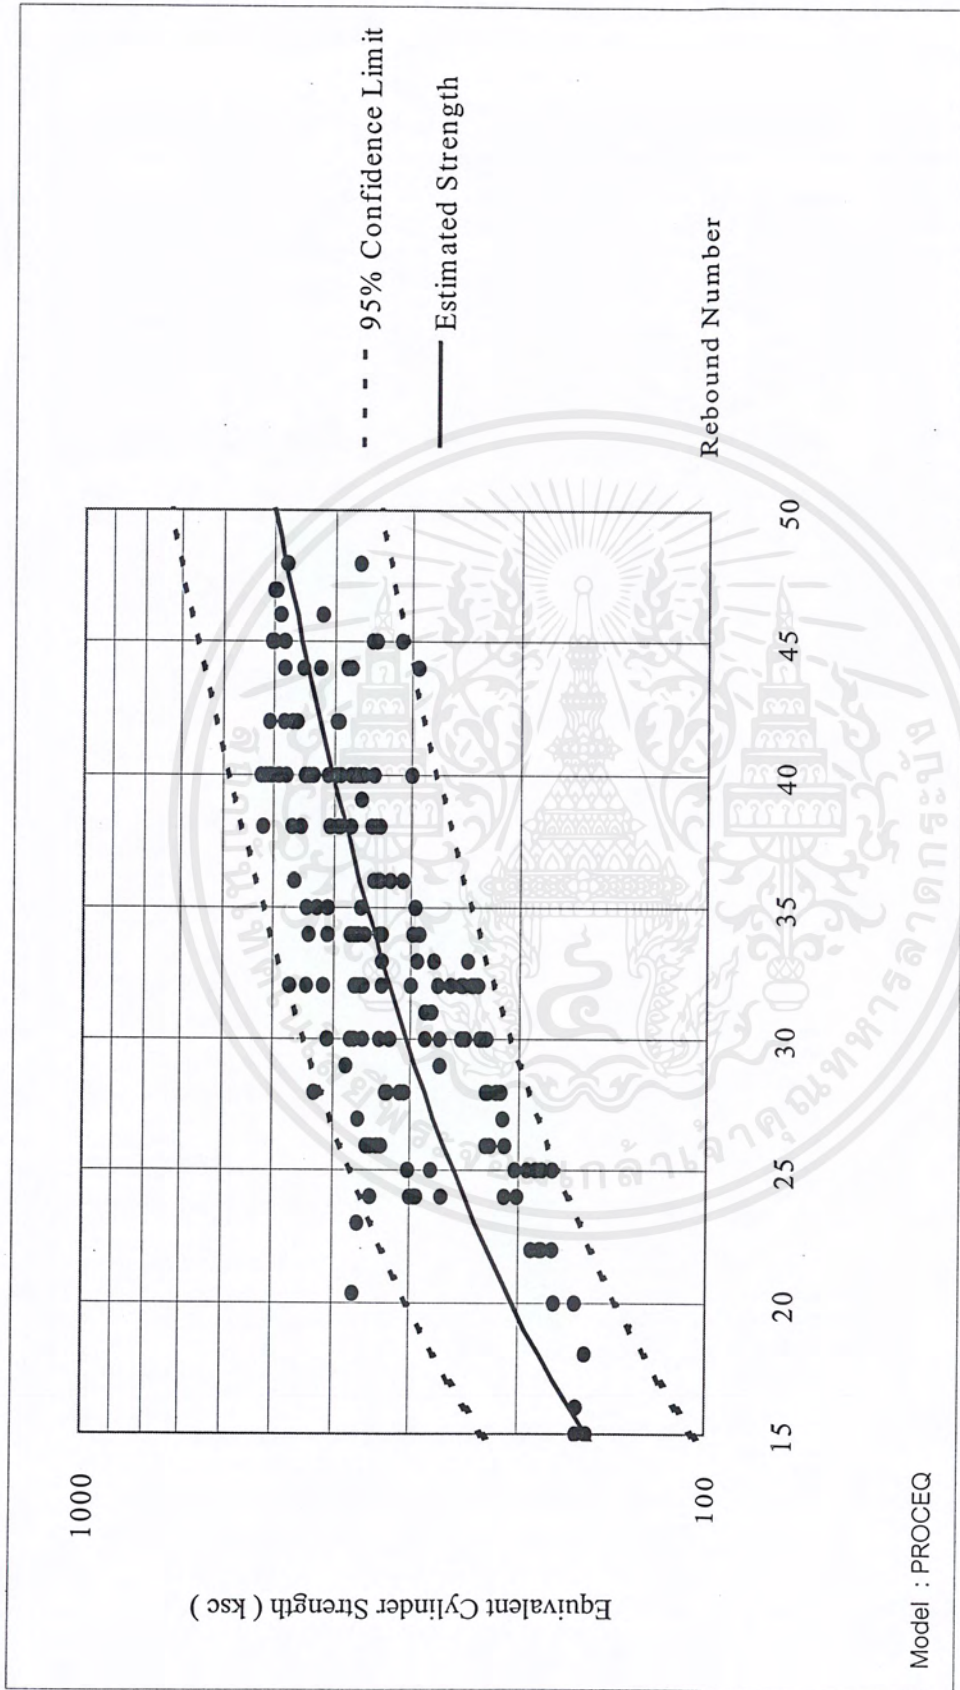 95% Confidence Limit
Estimated Strength
1000
100
Equivalent Cylinder Strength ( ksc )
15
20
25
30
35
40
45
50
Rebound Number
Model : PROCEQ